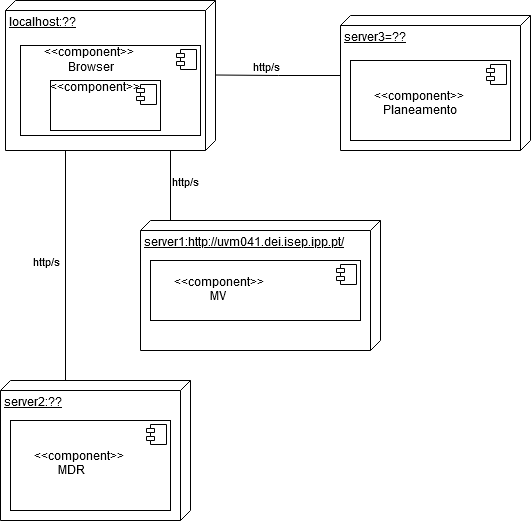 localhost:??
<<component>>
Browser
<<component>>
http/s
server3=??
<<component>>
Planeamento
http/s
server1:http://uvm041.dei.isep.ipp.pt/
<<component>>
MV
http/s
server2:??
<<component>>
MDR